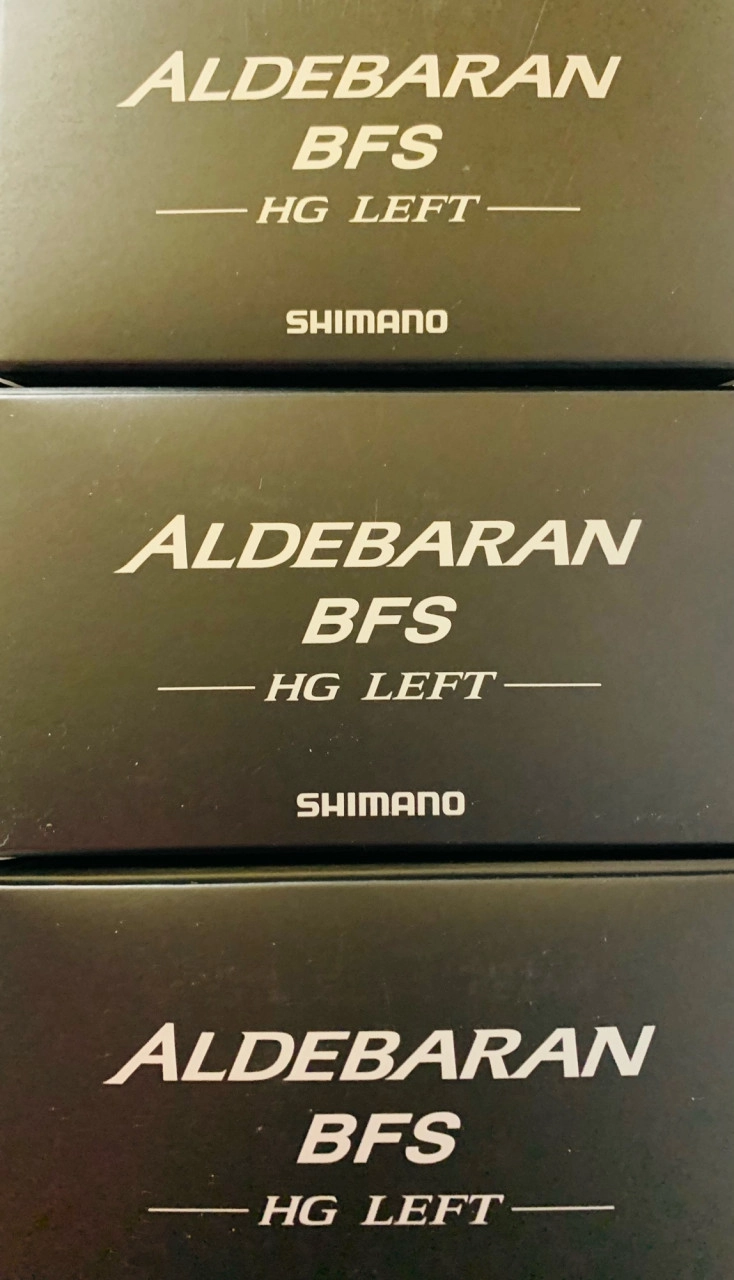 ALDEBARAN
BFS
HG LEFT
SHIMANO
ALDEBARAN
BFS
HG LEFT
SHIMANO
ALDEBARAN
BFS
HG LEFT